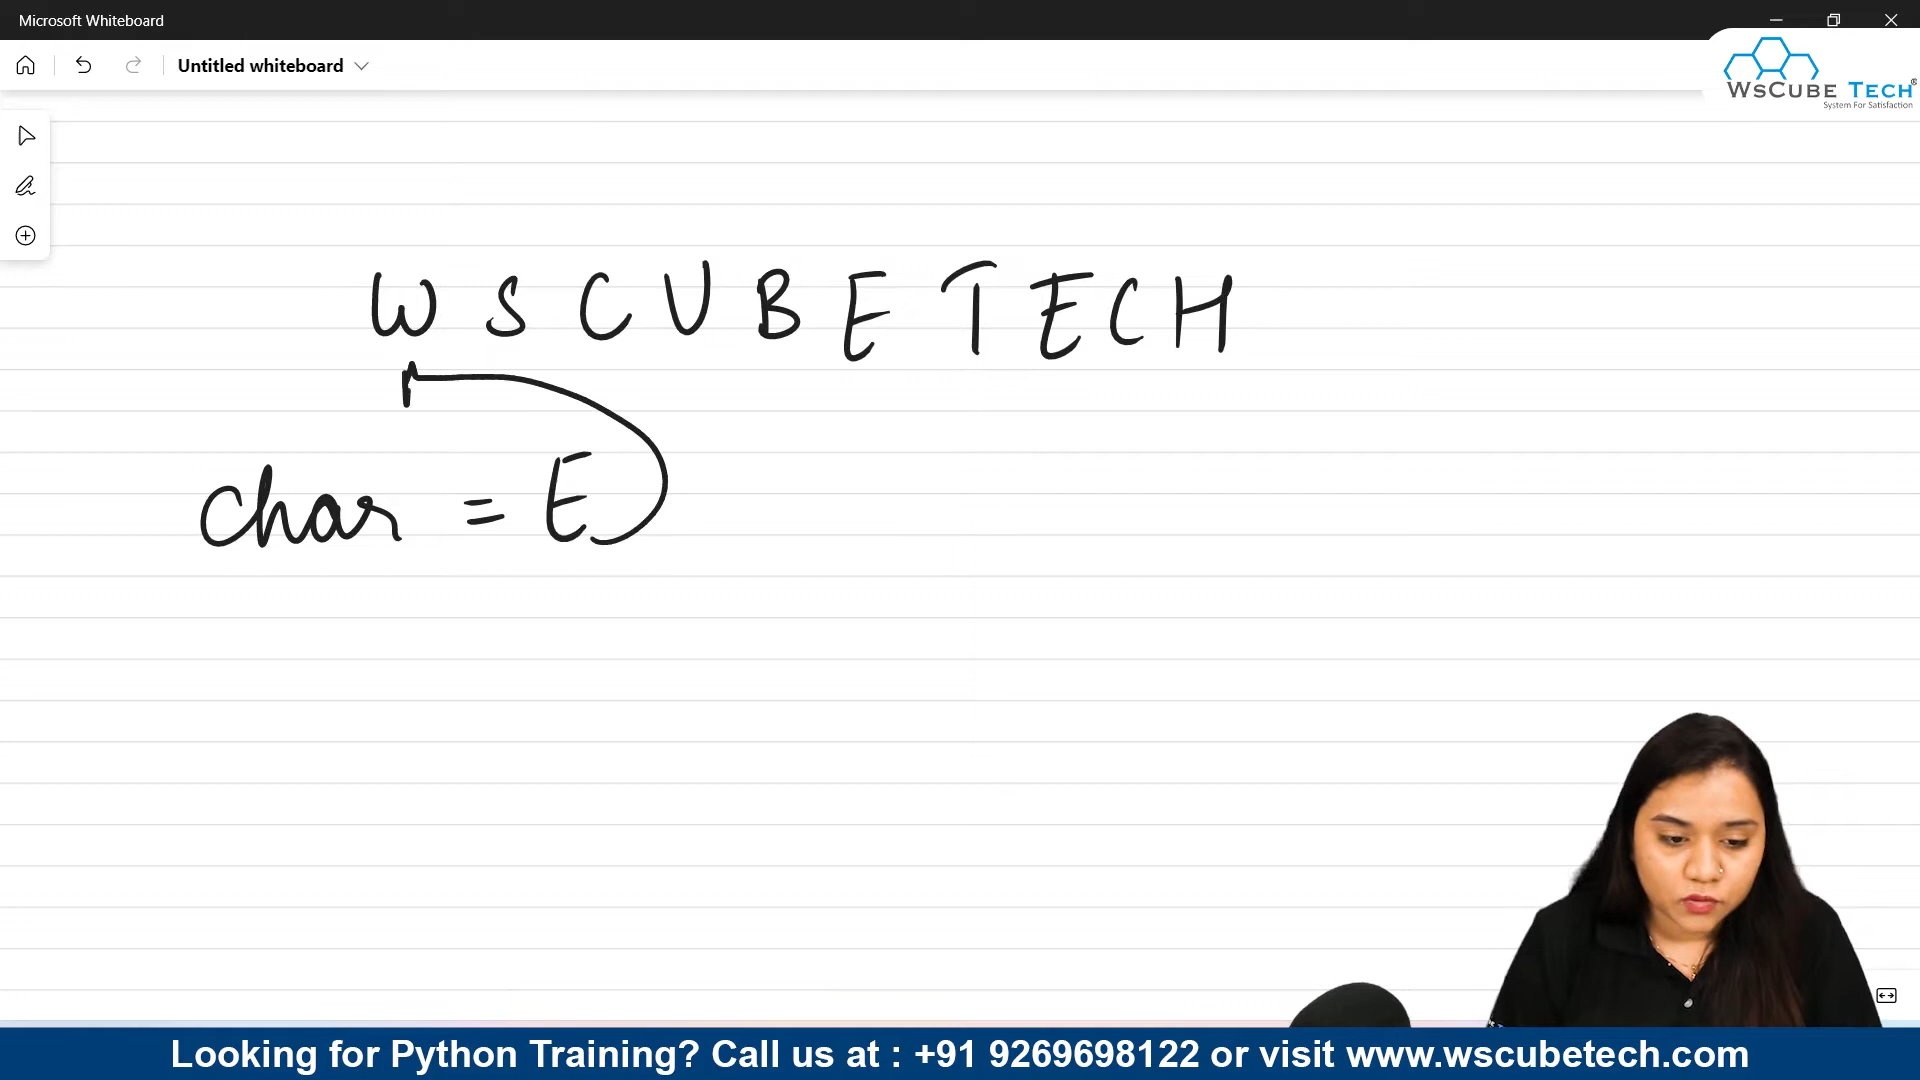 Microsoft Whiteboard
Untitled whiteboard
WSCUBE TECH
System For Satisfaction
W S C U B E T E C H
char = E
Looking for Python Training? Call us at : +91 9269698122 or visit www.wscubetech.com